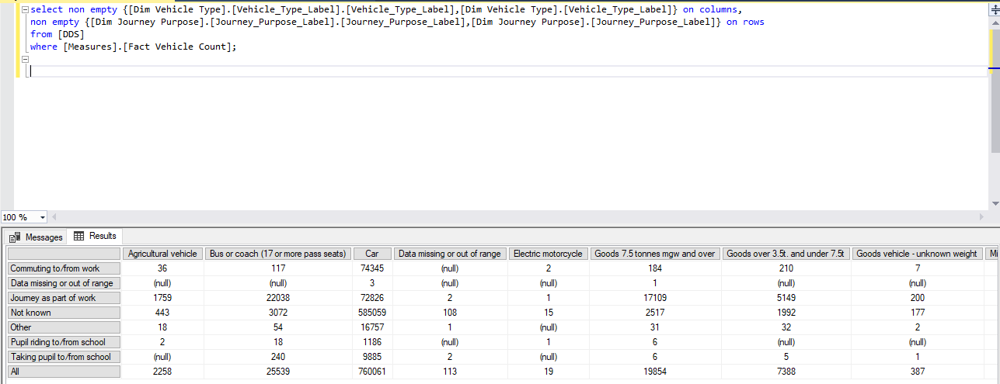 select non empty {[Dim Vehicle Type].[Vehicle_Type_Label].[Vehicle_Type_Label],[Dim Vehicle Type].[Vehicle_Type_Label]} on columns,
non empty {[Dim Journey Purpose].[Journey_Purpose_Label].[Journey_Purpose_Label],[Dim Journey Purpose].[Journey_Purpose_Label]} on rows
from [DDS]
where [Measures].[Fact Vehicle Count];
100 %
Messages Results
Agricultural vehicle Bus or coach (17 or more pass seats) Car Data missing or out of range Electric motorcycle Goods 7.5 tonnes mgw and over Goods over 3.5t. and under 7.5t Goods vehicle - unknown weight Mi
Commuting to/from work 36 117 74345 (null) 2 184 210 7
Data missing or out of range (null) (null) 3 (null) (null) 1 (null) (null)
Journey as part of work 1759 22038 72826 2 1 17109 5149 200
Not known 443 3072 585059 108 15 2517 1992 177
Other 18 54 16757 1 (null) 31 32 2
Pupil riding to/from school 2 18 1186 (null) 1 6 (null) (null)
Taking pupil to/from school (null) 240 9885 2 (null) 6 5 1
All 2258 25539 760061 113 19 19854 7388 387